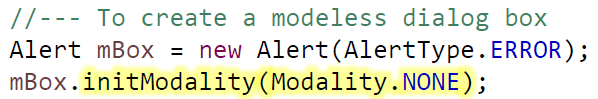 //--- To create a modeless dialog box
Alert mBox = new Alert(AlertType.ERROR);
mBox.initModality(Modality.NONE);